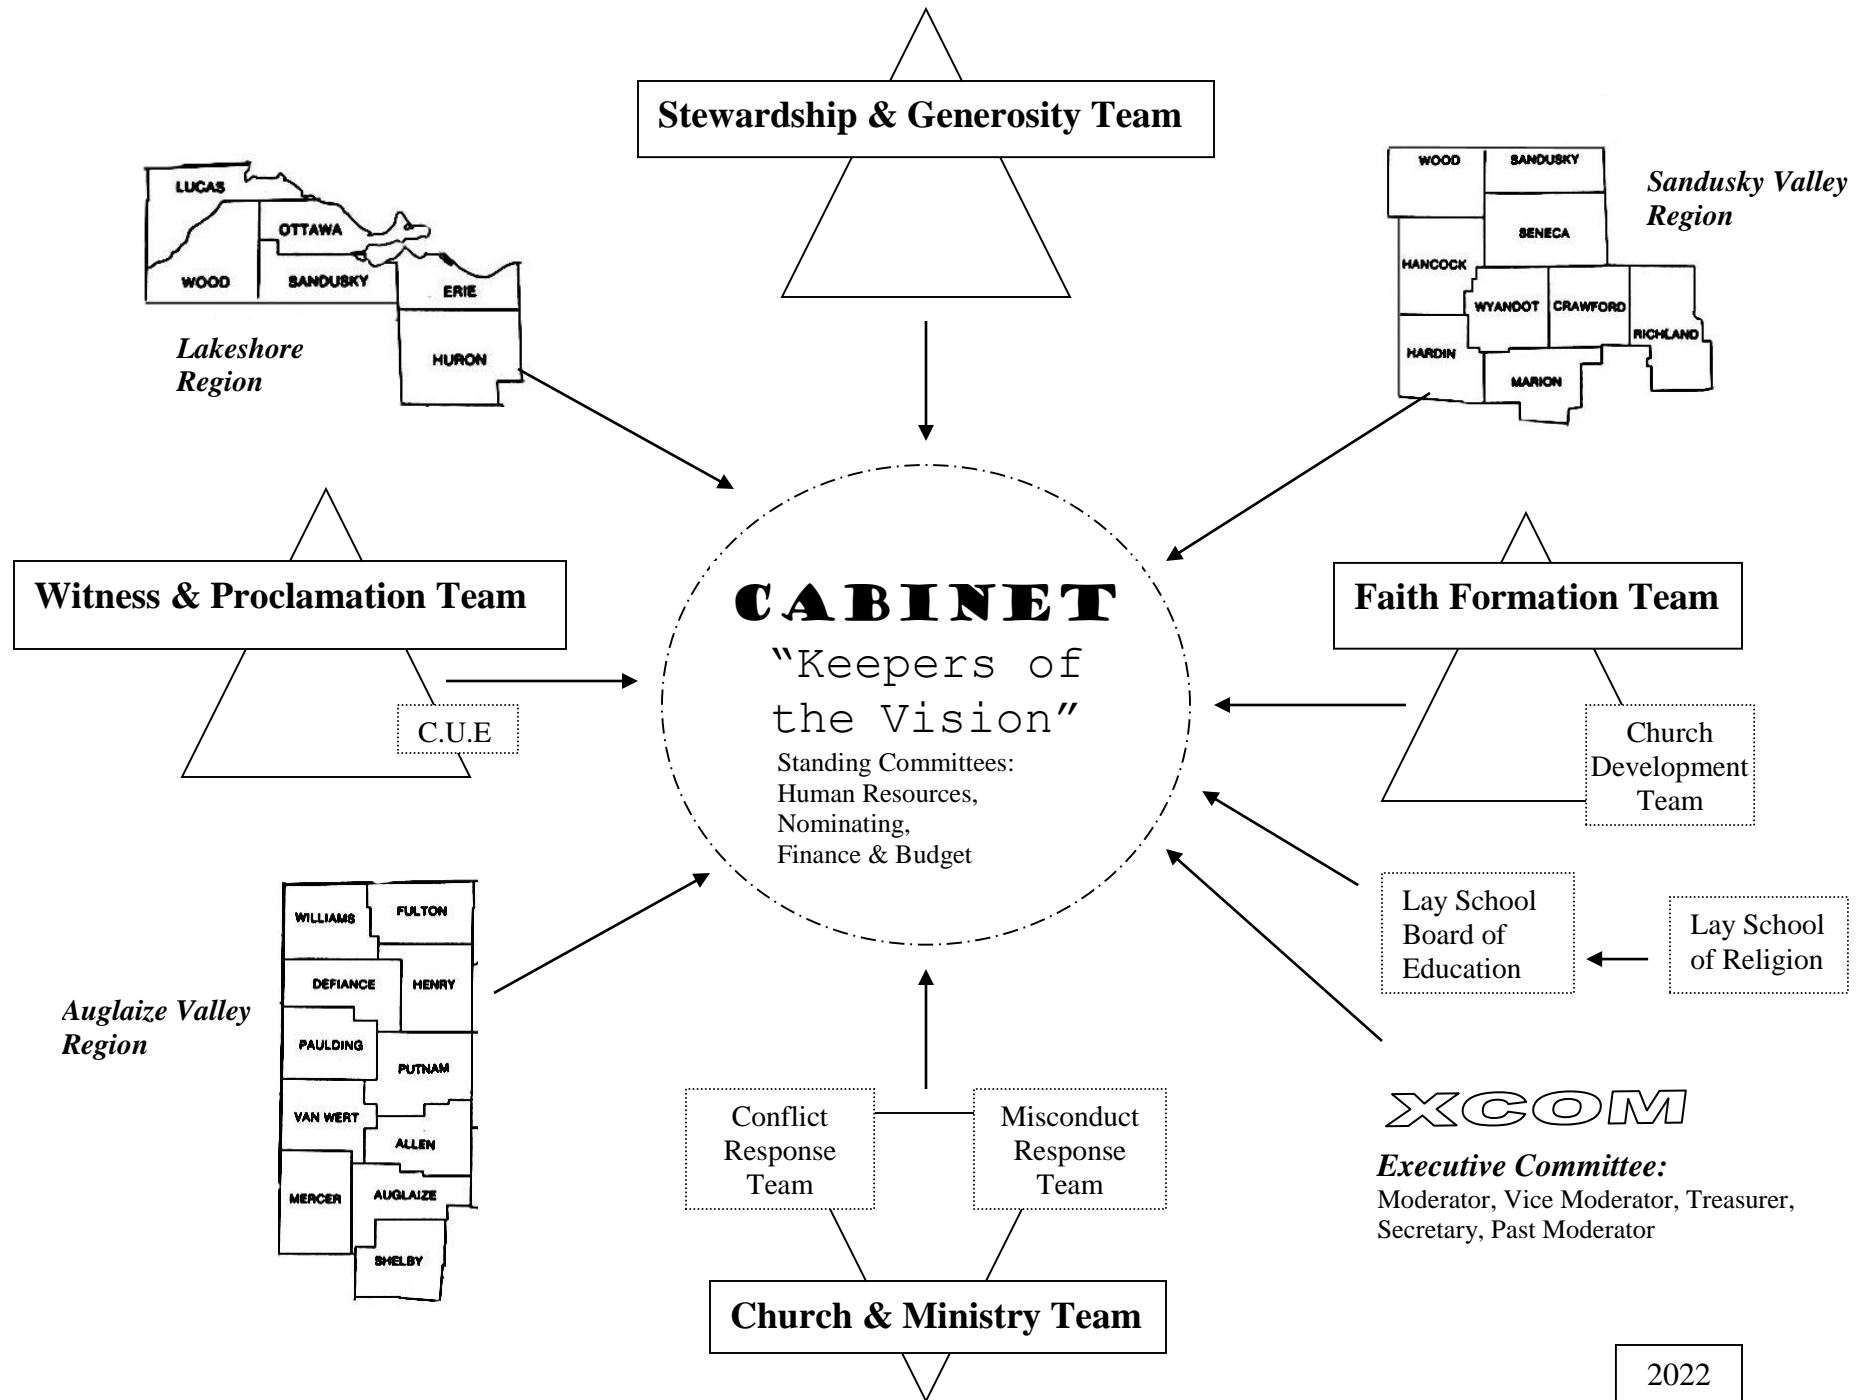 Stewardship & Generosity Team
LUCAS
OTTAWA
WOOD
SANDUSKY
ERIE
HURON
Lakeshore
Region
WOOD
SANDUSKY
SENECA
HANCOCK
WYANDOT
CRAWFORD
RICHLAND
HARDIN
MARION
Sandusky Valley
Region
Witness & Proclamation Team
C.U.E
CABINET
“Keepers of
the Vision”
Standing Committees:
Human Resources,
Nominating,
Finance & Budget
Faith Formation Team
Church
Development
Team
Lay School
Board of
Education
Lay School
of Religion
WILLIAMS
FULTON
DEFIANCE
HENRY
PAULDING
PUTNAM
VAN WERT
ALLEN
MERCER
AUGLAIZE
SHELBY
Auglaize Valley
Region
Conflict
Response
Team
Misconduct
Response
Team
Church & Ministry Team
XCOM
Executive Committee:
Moderator, Vice Moderator, Treasurer,
Secretary, Past Moderator
2022